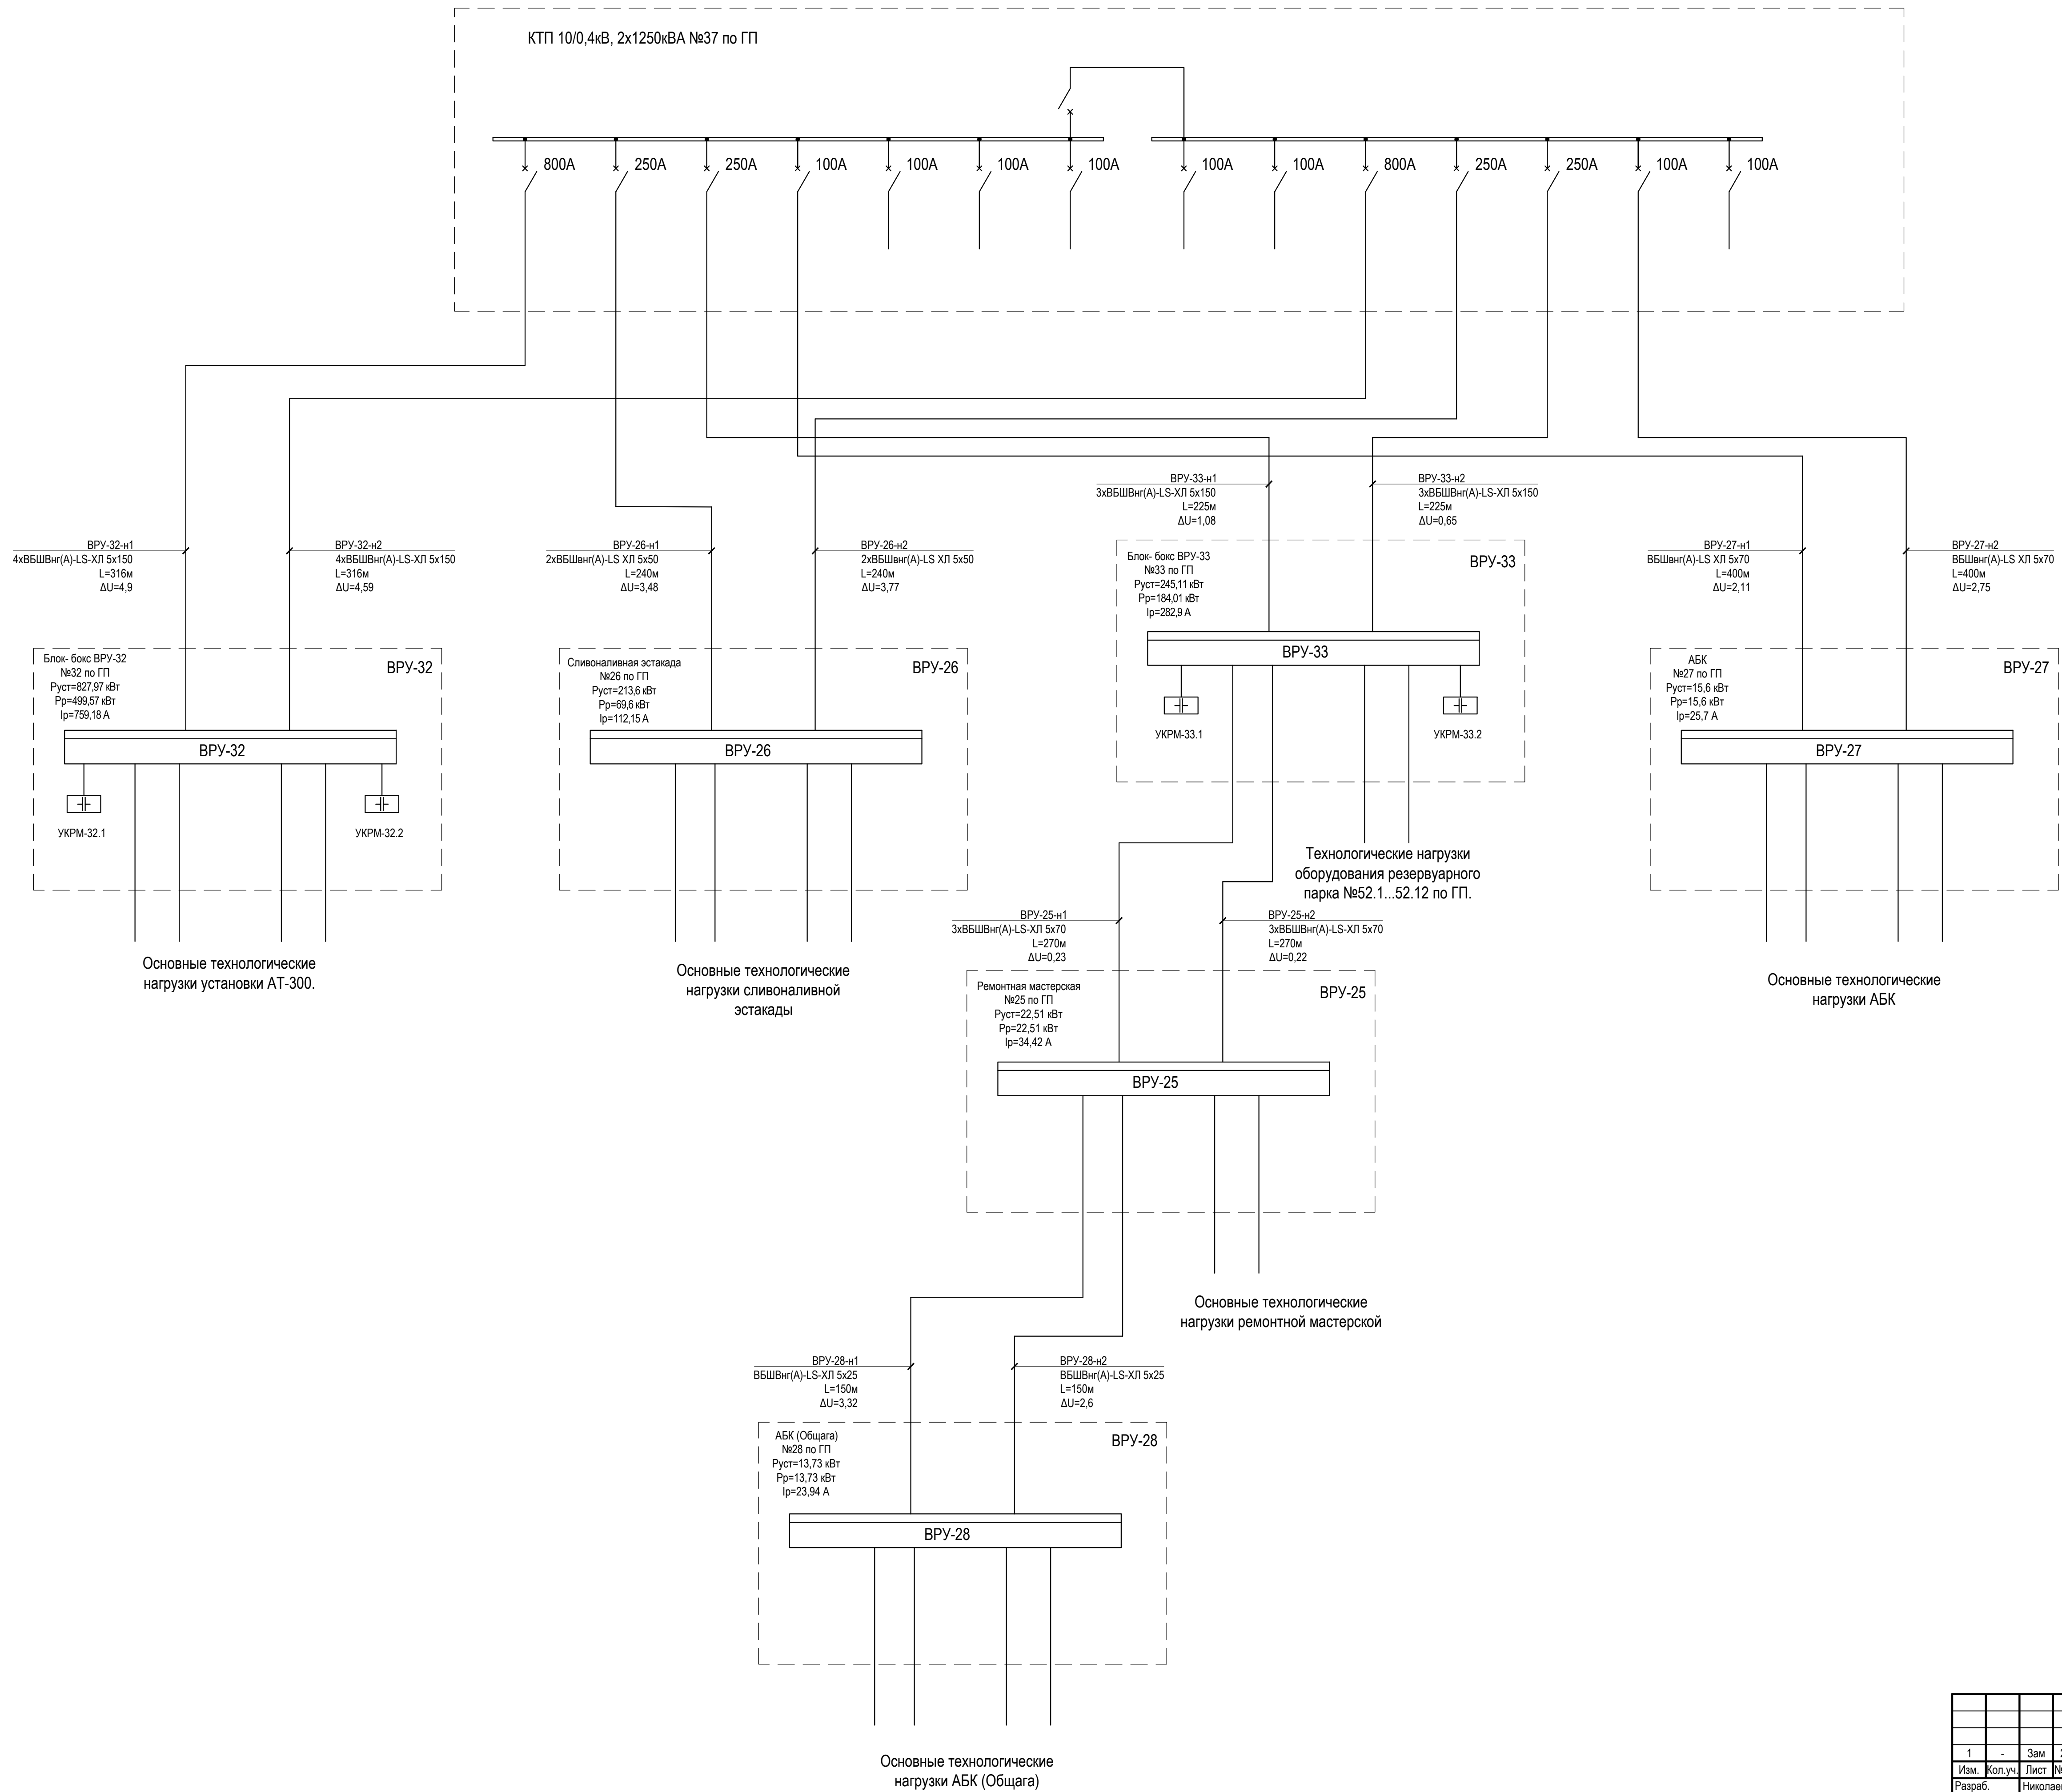 КТП 10/0,4кВ, 2х1250кВА №37 по ГП
800А
250А
250А
100А
100А
100А
100А
100А
100А
800А
250А
250А
100А
100А
ВРУ-32-н1
4хВБШВнг(А)-LS-ХЛ 5х150
L=316м
ΔU=4,9
ВРУ-32-н2
4хВБШВнг(А)-LS-ХЛ 5х150
L=316м
ΔU=4,59
ВРУ-26-н1
2хВБШвнг(А)-LS ХЛ 5х50
L=240м
ΔU=3,48
ВРУ-26-н2
2хВБШвнг(А)-LS ХЛ 5х50
L=240м
ΔU=3,77
ВРУ-33-н1
3хВБШВнг(А)-LS-ХЛ 5х150
L=225м
ΔU=1,08
ВРУ-33-н2
3хВБШВнг(А)-LS-ХЛ 5х150
L=225м
ΔU=0,65
ВРУ-27-н1
ВБШвнг(А)-LS ХЛ 5х70
L=400м
ΔU=2,11
ВРУ-27-н2
ВБШвнг(А)-LS ХЛ 5х70
L=400м
ΔU=2,75
Блок- бокс ВРУ-32
№32 по ГП
Руст=827,97 кВт
Рр=499,57 кВт
Iр=759,18 А
ВРУ-32
ВРУ-32
УКРМ-32.1
УКРМ-32.2
Основные технологические
нагрузки установки АТ-300.
Сливоналивная эстакада
№26 по ГП
Руст=213,6 кВт
Рр=69,6 кВт
Iр=112,15 А
ВРУ-26
ВРУ-26
Основные технологические
нагрузки сливоналивной
эстакады
Блок- бокс ВРУ-33
№33 по ГП
Руст=245,11 кВт
Рр=184,01 кВт
Iр=282,9 А
ВРУ-33
ВРУ-33
УКРМ-33.1
УКРМ-33.2
Технологические нагрузки
оборудования резервуарного
парка №52.1...52.12 по ГП.
АБК
№27 по ГП
Руст=15,6 кВт
Рр=15,6 кВт
Iр=25,7 А
ВРУ-27
ВРУ-27
Основные технологические
нагрузки АБК
ВРУ-25-н1
3хВБШВнг(А)-LS-ХЛ 5х70
L=270м
ΔU=0,23
ВРУ-25-н2
3хВБШВнг(А)-LS-ХЛ 5х70
L=270м
ΔU=0,22
Ремонтная мастерская
№25 по ГП
Руст=22,51 кВт
Рр=22,51 кВт
Iр=34,42 А
ВРУ-25
ВРУ-25
Основные технологические
нагрузки ремонтной мастерской
ВРУ-28-н1
ВБШВнг(А)-LS-ХЛ 5х25
L=150м
ΔU=3,32
ВРУ-28-н2
ВБШВнг(А)-LS-ХЛ 5х25
L=150м
ΔU=2,6
АБК (Общага)
№28 по ГП
Руст=13,73 кВт
Рр=13,73 кВт
Iр=23,94 А
ВРУ-28
ВРУ-28
Основные технологические
нагрузки АБК (Общага)
1 - Зам
Изм. Кол.уч. Лист
Разраб.